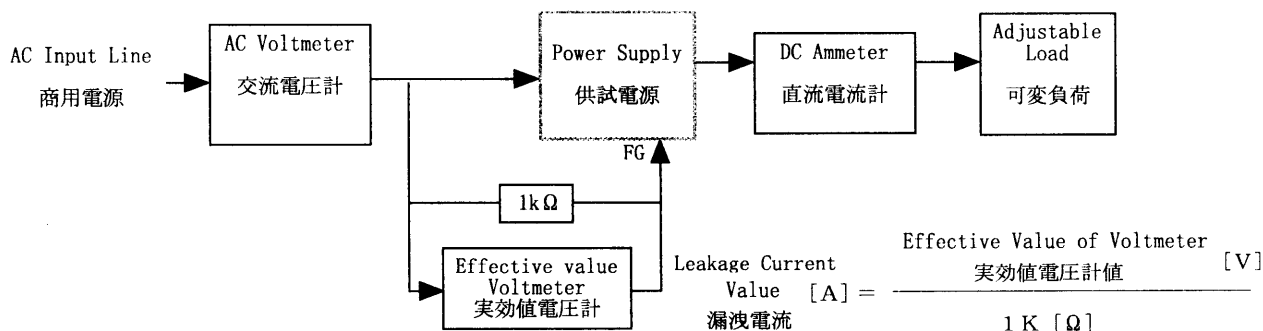 AC Input Line
商用電源
AC Voltmeter
交流電圧計
Power Supply
供試電源
DC Ammeter
直流電流計
Adjustable
Load
可変負荷
FG
1kΩ
Effective value
Voltmeter
実効値電圧計
Leakage Current
Value [A] =
漏洩電流
Effective Value of Voltmeter
実効値電圧計値 [V]
1K [Ω]